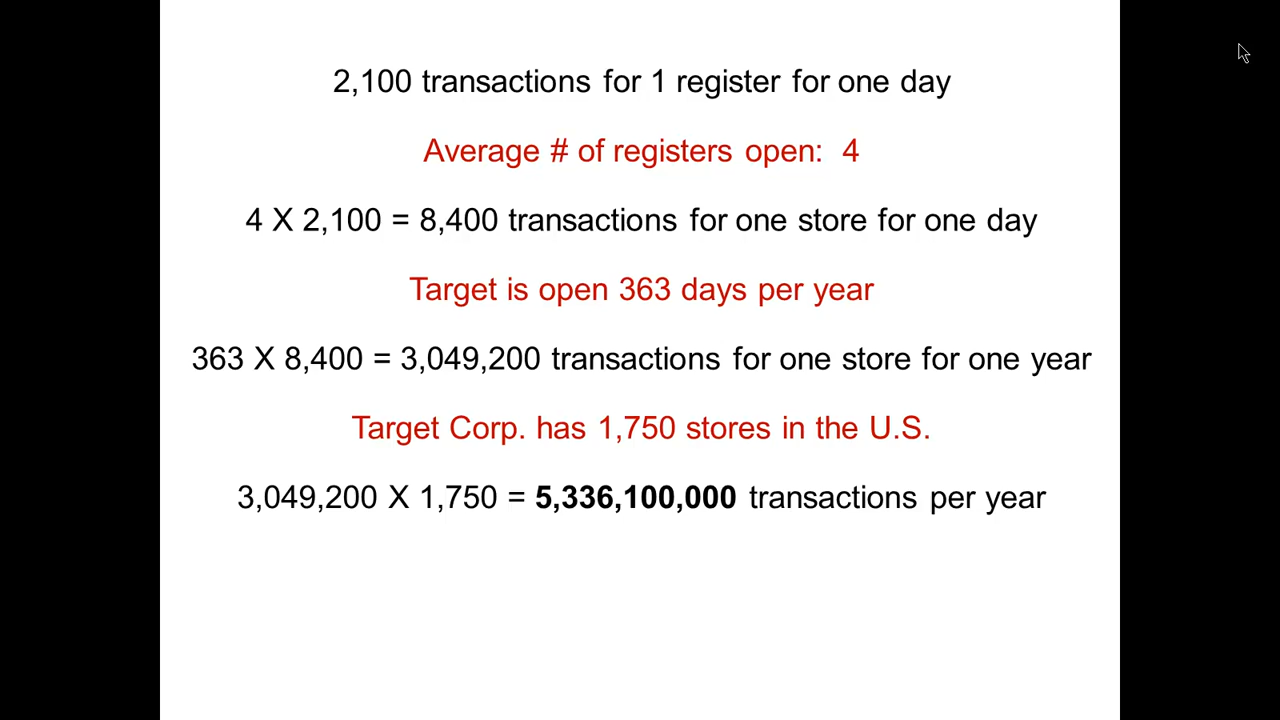 2,100 transactions for 1 register for one day
Average # of registers open:  4
4 X 2,100 = 8,400 transactions for one store for one day
Target is open 363 days per year
363 X 8,400 = 3,049,200 transactions for one store for one year
Target Corp. has 1,750 stores in the U.S.
3,049,200 X 1,750 = 5,336,100,000 transactions per year